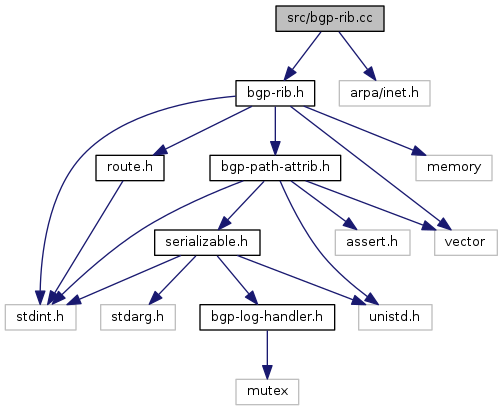 src/bgp-rib.cc
bgp-rib.h
arpa/inet.h
route.h
bgp-path-attrib.h
memory
serializable.h
assert.h
vector
stdint.h
stdarg.h
bgp-log-handler.h
unistd.h
mutex